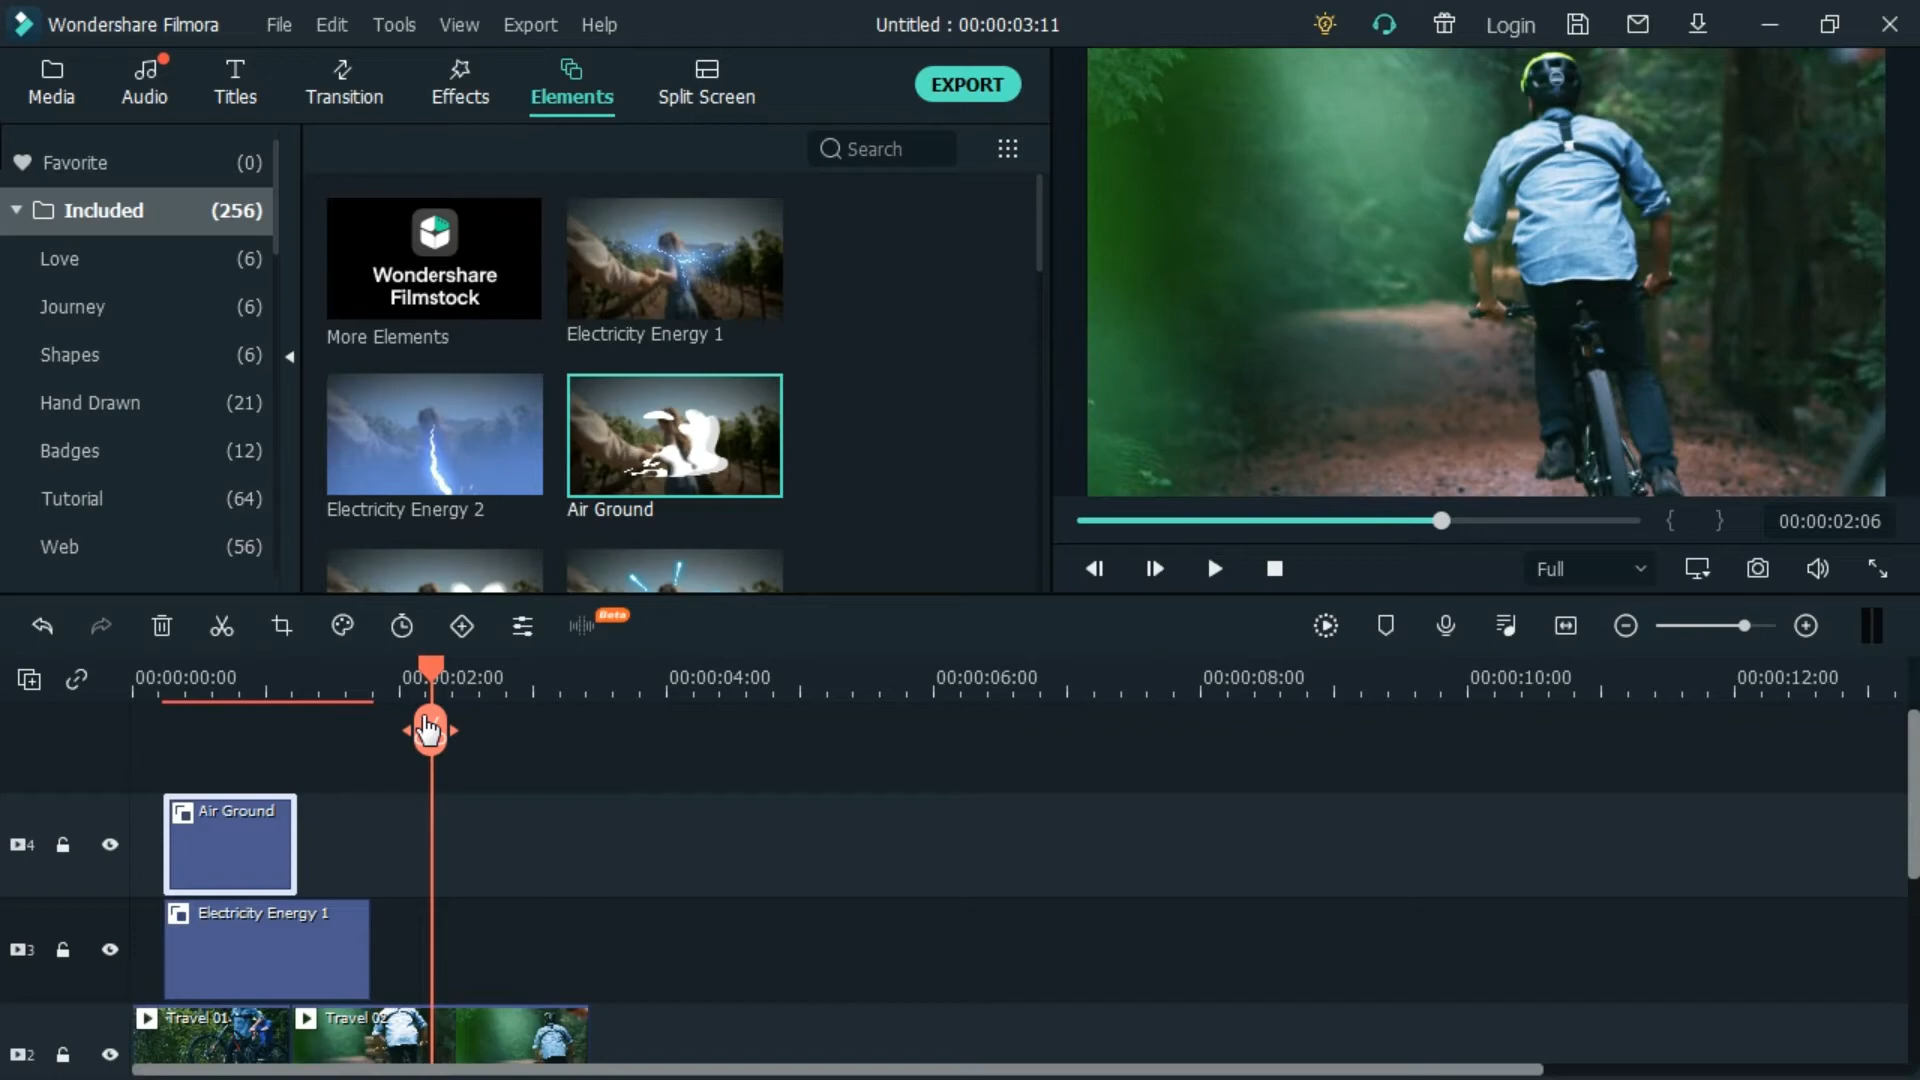 Wondershare Filmora File Edit Tools View Export Help Untitled : 00:00:03:11 Login
Media Audio Titles Transition Effects Elements Split Screen EXPORT
Favorite (0)
Included (256)
Love (6)
Journey (6)
Shapes (6)
Hand Drawn (21)
Badges (12)
Tutorial (64)
Web (56)
Search
Wondershare
Filmstock
More Elements
Electricity Energy 1
Electricity Energy 2
Air Ground
{ } 00:00:02:06
Full
Beta
00:00:00:00 00:00:02:00 00:00:04:00 00:00:06:00 00:00:08:00 00:00:10:00 00:00:12:00
Air Ground
4
Electricity Energy 1
3
Travel 01 Travel 02
2